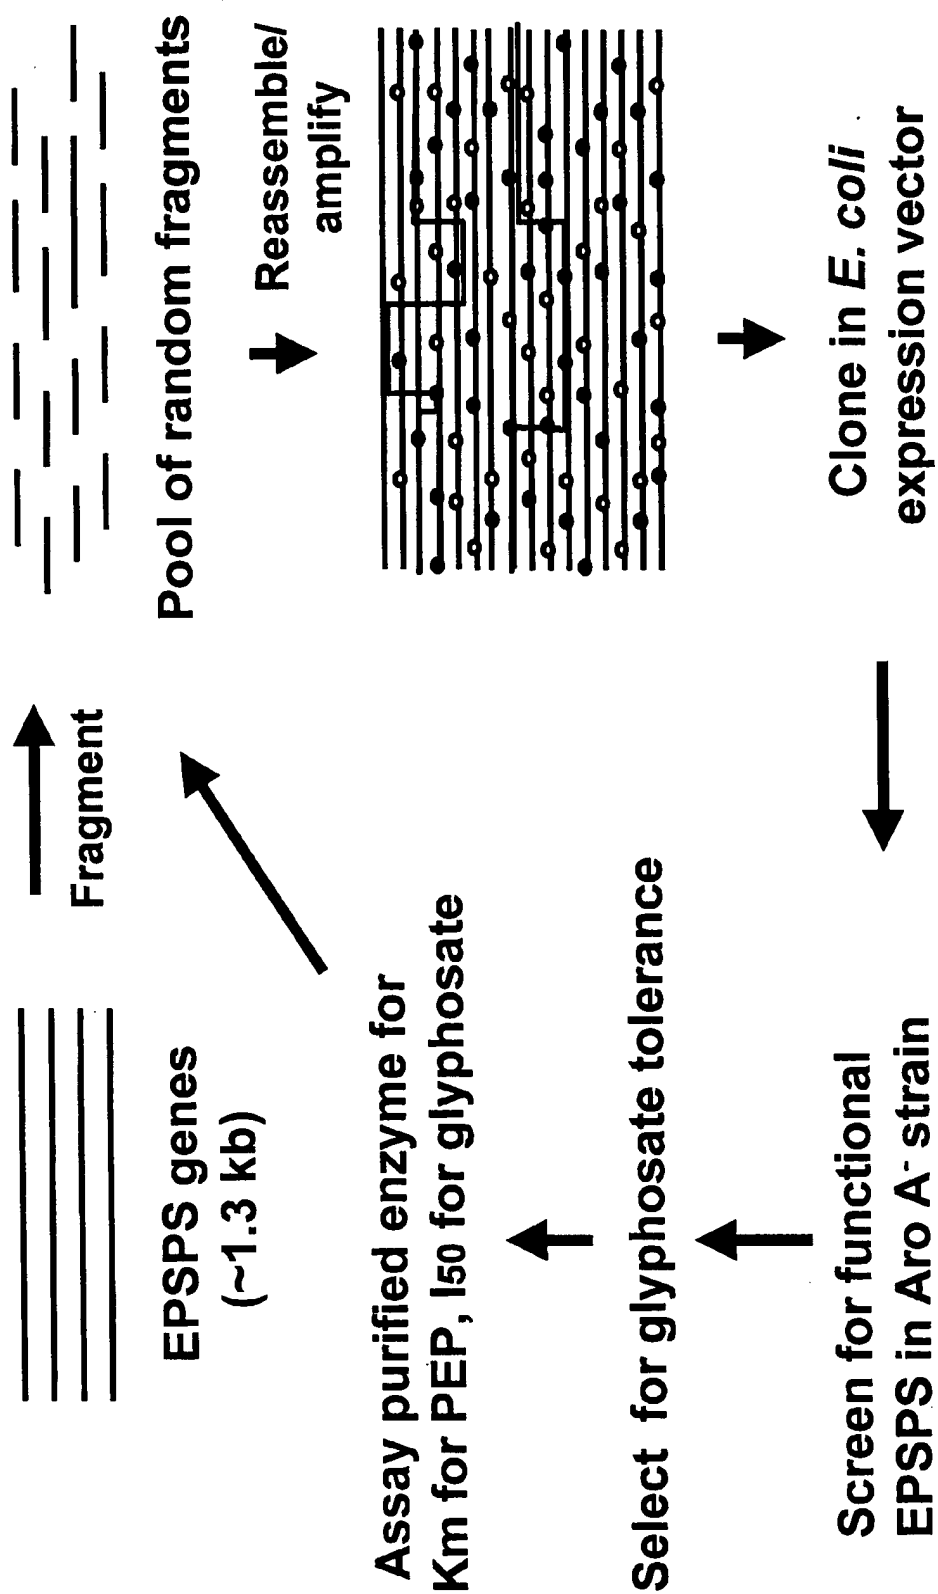 EPSPS genes
(~1.3 kb)
Fragment
Pool of random fragments
Reassemble/
amplify
Clone in E. coli
expression vector
Screen for functional
EPSPS in Aro A- strain
Select for glyphosate tolerance
Assay purified enzyme for
Km for PEP, I50 for glyphosate